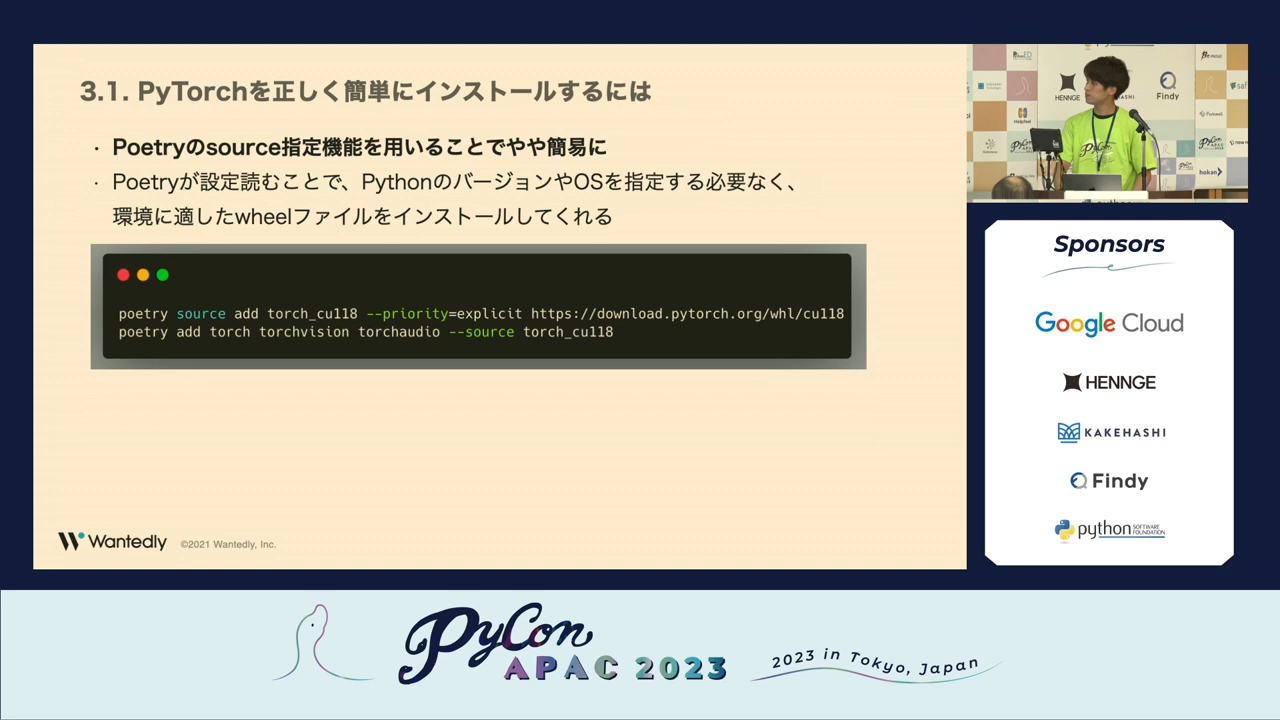 3.1. PyTorchを正しく簡単にインストールするには
・ Poetryのsource指定機能を用いることでやや簡易に
・ Poetryが設定読むことで、PythonのバージョンやOSを指定する必要なく、
環境に適したwheelファイルをインストールしてくれる
poetry source add torch_cu118 --priority=explicit https://download.pytorch.org/whl/cu118
poetry add torch torchvision torchaudio --source torch_cu118
Wantedly ©2021 Wantedly, Inc.
HENNGE
Findy
Helpfeel
hokan
Sponsors
Google Cloud
HENNGE
KAKEHASHI
Findy
python SOFTWARE FOUNDATION
PyCon
APAC 2023
2023 in Tokyo, Japan